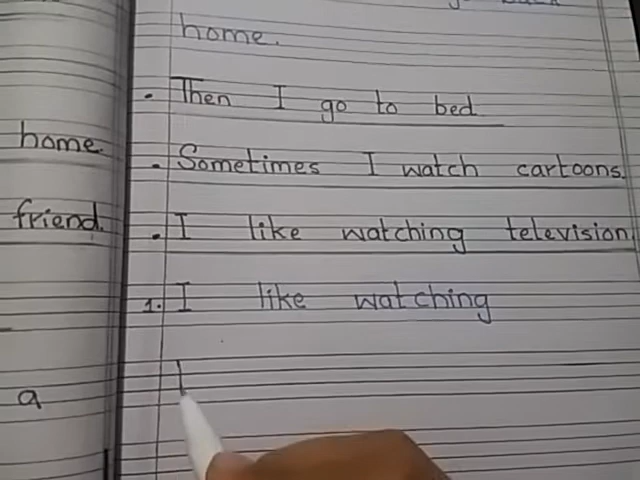 home.
. Then I go to bed
home.
. Sometimes I watch cartoons.
friend.
. I like watching television
1. I like watching
a